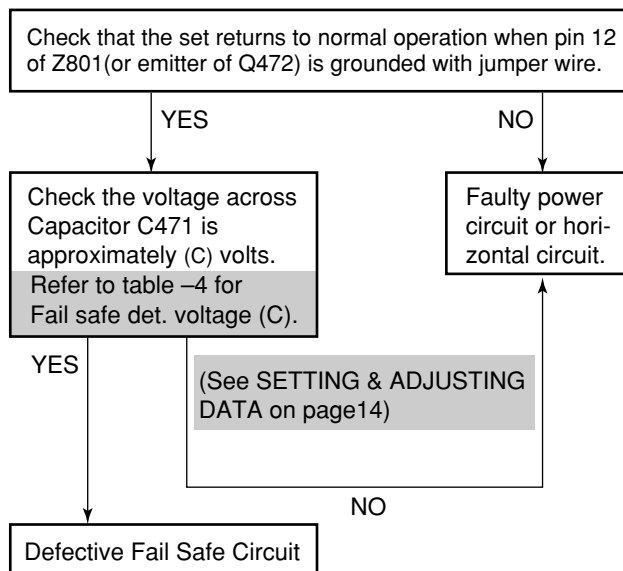 Check that the set returns to normal operation when pin 12
of Z801(or emitter of Q472) is grounded with jumper wire.
YES
NO
Check the voltage across
Capacitor C471 is
approximately (C) volts.
Refer to table –4 for
Fail safe det. voltage (C).
Faulty power
circuit or hori-
zontal circuit.
YES
(See SETTING & ADJUSTING
DATA on page14)
NO
Defective Fail Safe Circuit